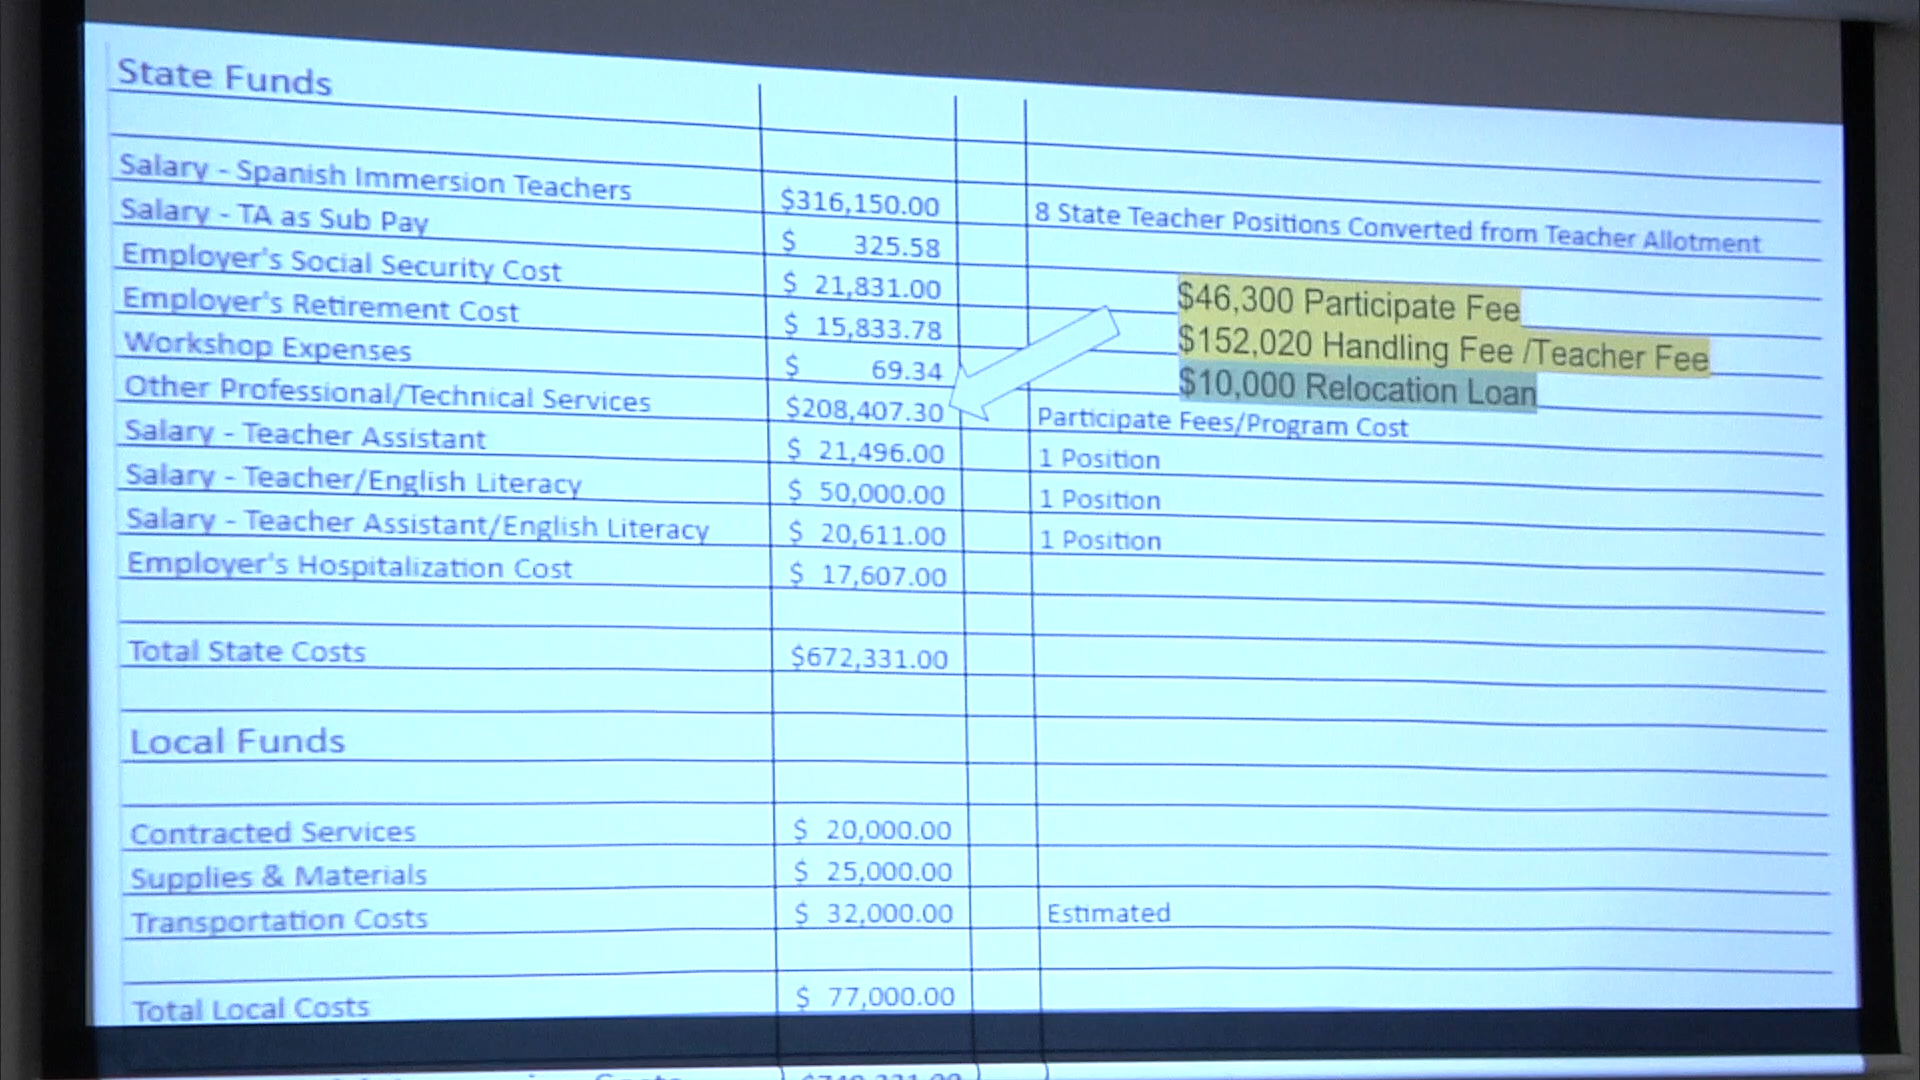 State Funds
Salary - Spanish Immersion Teachers $316,150.00 8 State Teacher Positions Converted from Teacher Allotment
Salary - TA as Sub Pay $ 325.58
Employer's Social Security Cost $ 21,831.00
$46,300 Participate Fee
Employer's Retirement Cost $ 15,833.78
$152,020 Handling Fee /Teacher Fee
Workshop Expenses $ 69.34
$10,000 Relocation Loan
Other Professional/Technical Services $208,407.30 Participate Fees/Program Cost
Salary - Teacher Assistant $ 21,496.00 1 Position
Salary - Teacher/English Literacy $ 50,000.00 1 Position
Salary - Teacher Assistant/English Literacy $ 20,611.00 1 Position
Employer's Hospitalization Cost $ 17,607.00
Total State Costs $672,331.00
Local Funds
Contracted Services $ 20,000.00
Supplies & Materials $ 25,000.00
Transportation Costs $ 32,000.00 Estimated
Total Local Costs $ 77,000.00